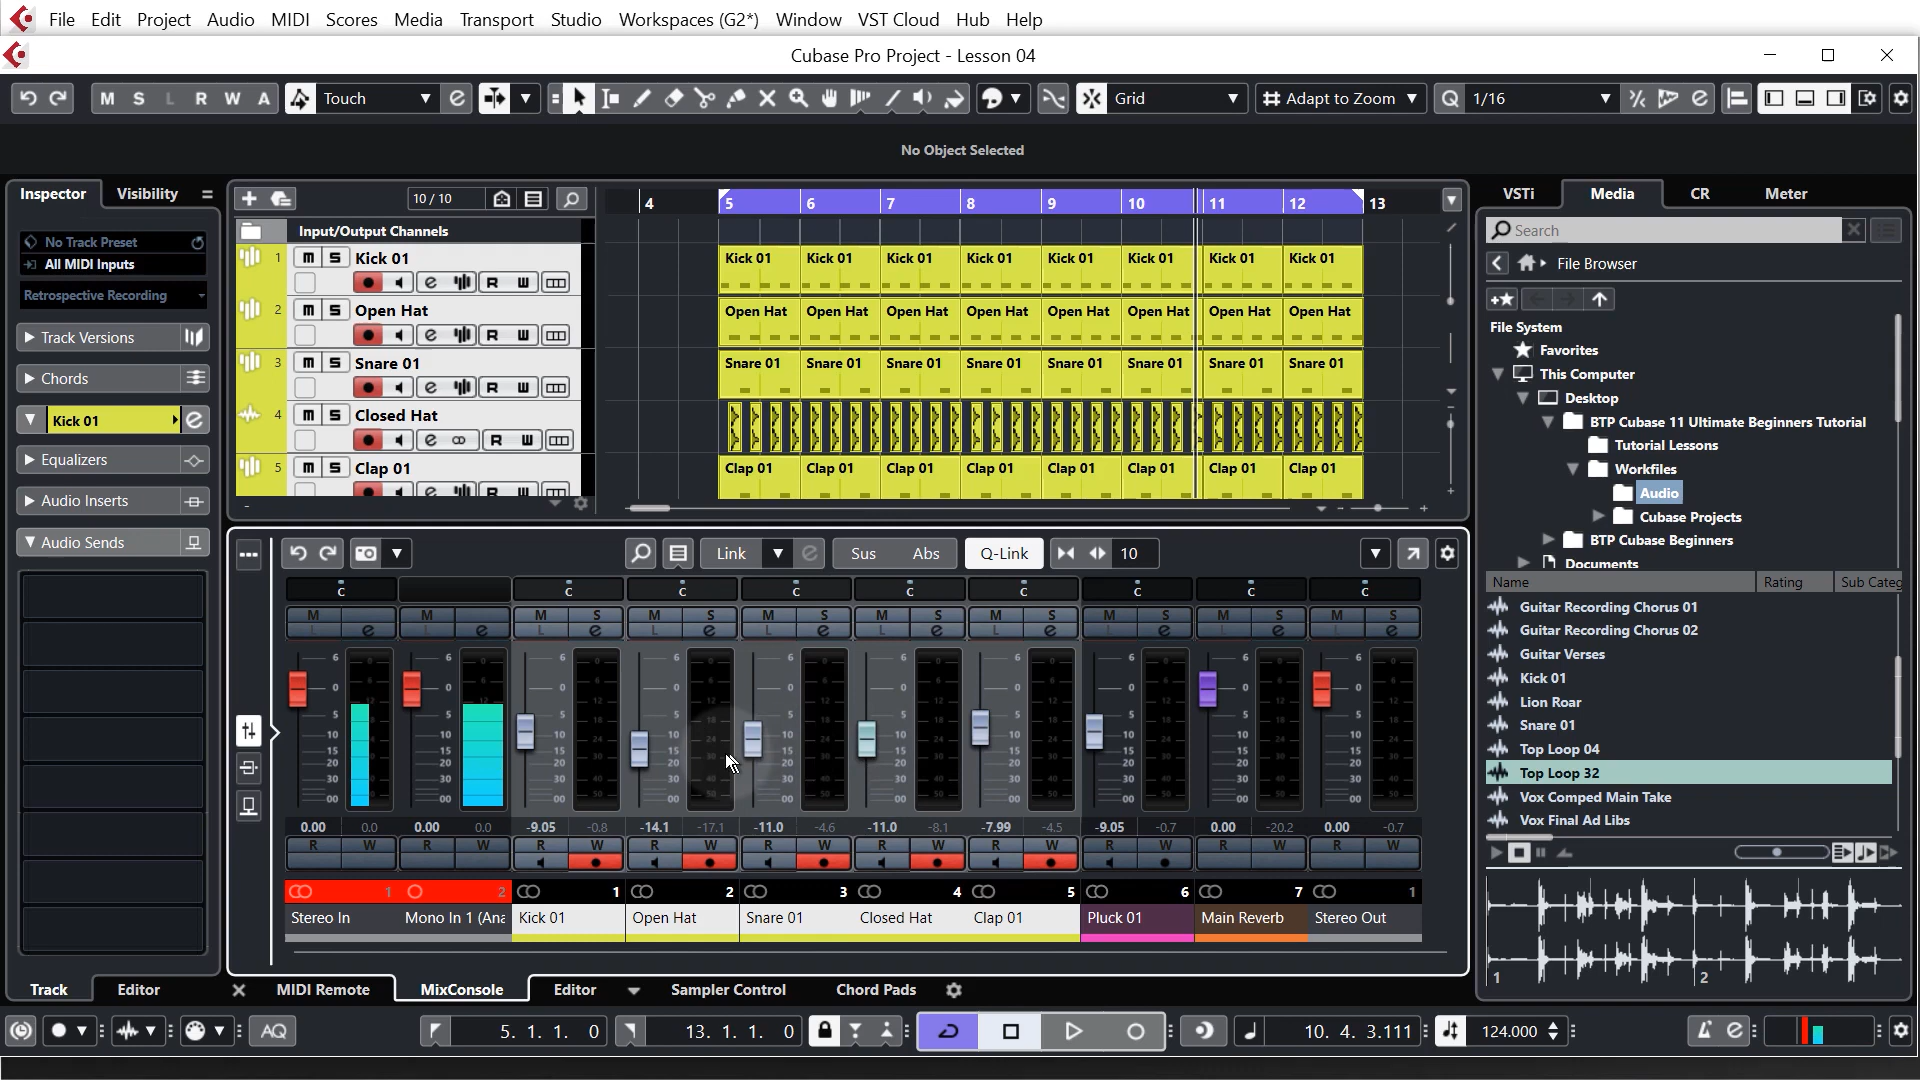 File Edit Project Audio MIDI Scores Media Transport Studio Workspaces (G2*) Window VST Cloud Hub Help
Cubase Pro Project - Lesson 04
M S L R W A Touch Grid Adapt to Zoom Q 1/16
No Object Selected
Inspector Visibility
No Track Preset
All MIDI Inputs
Retrospective Recording
Track Versions
Chords
Kick 01
Equalizers
Audio Inserts
Audio Sends
10 / 10
Input/Output Channels
1 m S Kick 01
R W
2 m S Open Hat
R W
3 m S Snare 01
R W
4 m S Closed Hat
R W
5 m S Clap 01
R W
4 5 6 7 8 9 10 11 12 13
Kick 01 Kick 01 Kick 01 Kick 01 Kick 01 Kick 01 Kick 01 Kick 01
Open Hat Open Hat Open Hat Open Hat Open Hat Open Hat Open Hat Open Hat
Snare 01 Snare 01 Snare 01 Snare 01 Snare 01 Snare 01 Snare 01 Snare 01
Clap 01 Clap 01 Clap 01 Clap 01 Clap 01 Clap 01 Clap 01 Clap 01
Link Sus Abs Q-Link 10
C C C C C C C C C
M S M S M S M S M S M S M S M S
0.00 0.0 0.00 0.0 -9.05 -0.8 -14.1 -17.1 -11.0 -4.6 -11.0 -8.1 -7.99 -4.5 -9.05 -0.7 0.00 -20.2 0.00 -0.7
R W R W R W R W R W R W R W R W R W R W
1 2 1 2 3 4 5 6 7 1
Stereo In Mono In 1 (Ana Kick 01 Open Hat Snare 01 Closed Hat Clap 01 Pluck 01 Main Reverb Stereo Out
Track Editor
MIDI Remote MixConsole Editor Sampler Control Chord Pads
VSTi Media CR Meter
Search
File Browser
File System
Favorites
This Computer
Desktop
BTP Cubase 11 Ultimate Beginners Tutorial
Tutorial Lessons
Workfiles
Audio
Cubase Projects
BTP Cubase Beginners
Documents
Name Rating Sub Categ
Guitar Recording Chorus 01
Guitar Recording Chorus 02
Guitar Verses
Kick 01
Lion Roar
Snare 01
Top Loop 04
Top Loop 32
Vox Comped Main Take
Vox Final Ad Libs
1 2
AQ 5. 1. 1. 0 13. 1. 1. 0 10. 4. 3.111 124.000